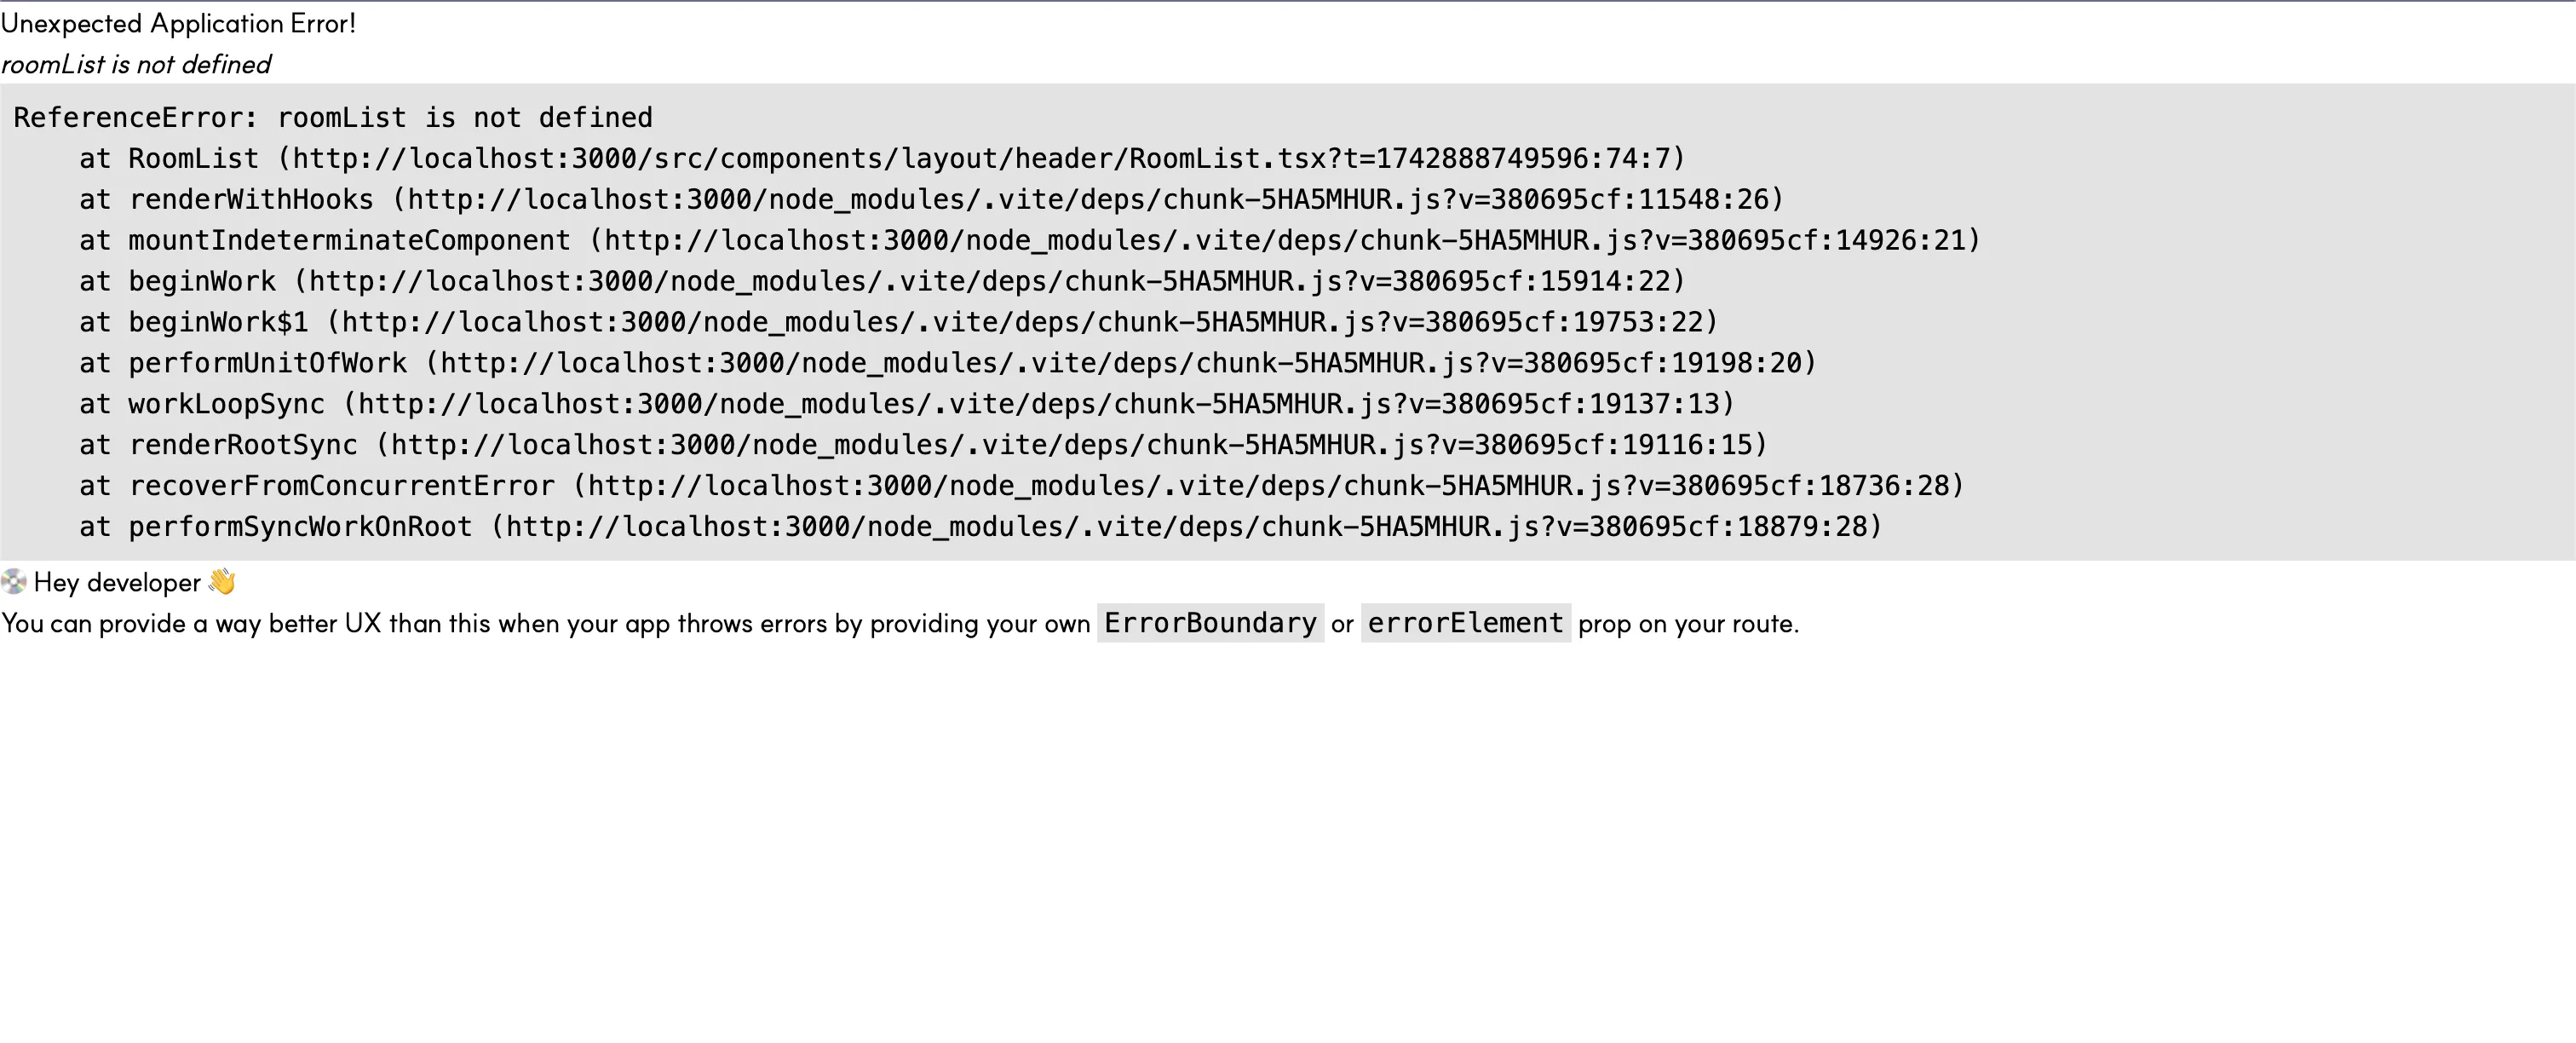 Unexpected Application Error!
roomList is not defined
ReferenceError: roomList is not defined
    at RoomList (http://localhost:3000/src/components/layout/header/RoomList.tsx?t=1742888749596:74:7)
    at renderWithHooks (http://localhost:3000/node_modules/.vite/deps/chunk-5HA5MHUR.js?v=380695cf:11548:26)
    at mountIndeterminateComponent (http://localhost:3000/node_modules/.vite/deps/chunk-5HA5MHUR.js?v=380695cf:14926:21)
    at beginWork (http://localhost:3000/node_modules/.vite/deps/chunk-5HA5MHUR.js?v=380695cf:15914:22)
    at beginWork$1 (http://localhost:3000/node_modules/.vite/deps/chunk-5HA5MHUR.js?v=380695cf:19753:22)
    at performUnitOfWork (http://localhost:3000/node_modules/.vite/deps/chunk-5HA5MHUR.js?v=380695cf:19198:20)
    at workLoopSync (http://localhost:3000/node_modules/.vite/deps/chunk-5HA5MHUR.js?v=380695cf:19137:13)
    at renderRootSync (http://localhost:3000/node_modules/.vite/deps/chunk-5HA5MHUR.js?v=380695cf:19116:15)
    at recoverFromConcurrentError (http://localhost:3000/node_modules/.vite/deps/chunk-5HA5MHUR.js?v=380695cf:18736:28)
    at performSyncWorkOnRoot (http://localhost:3000/node_modules/.vite/deps/chunk-5HA5MHUR.js?v=380695cf:18879:28)
💿 Hey developer 👋
You can provide a way better UX than this when your app throws errors by providing your own ErrorBoundary or errorElement prop on your route.